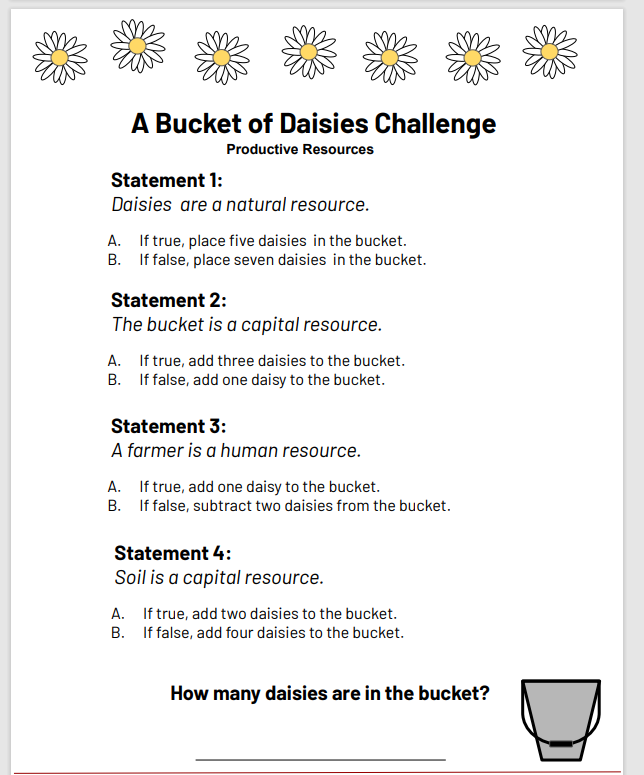 A Bucket of Daisies Challenge
Productive Resources
Statement 1:
Daisies are a natural resource.
A. If true, place five daisies in the bucket.
B. If false, place seven daisies in the bucket.
Statement 2:
The bucket is a capital resource.
A. If true, add three daisies to the bucket.
B. If false, add one daisy to the bucket.
Statement 3:
A farmer is a human resource.
A. If true, add one daisy to the bucket.
B. If false, subtract two daisies from the bucket.
Statement 4:
Soil is a capital resource.
A. If true, add two daisies to the bucket.
B. If false, add four daisies to the bucket.
How many daisies are in the bucket?